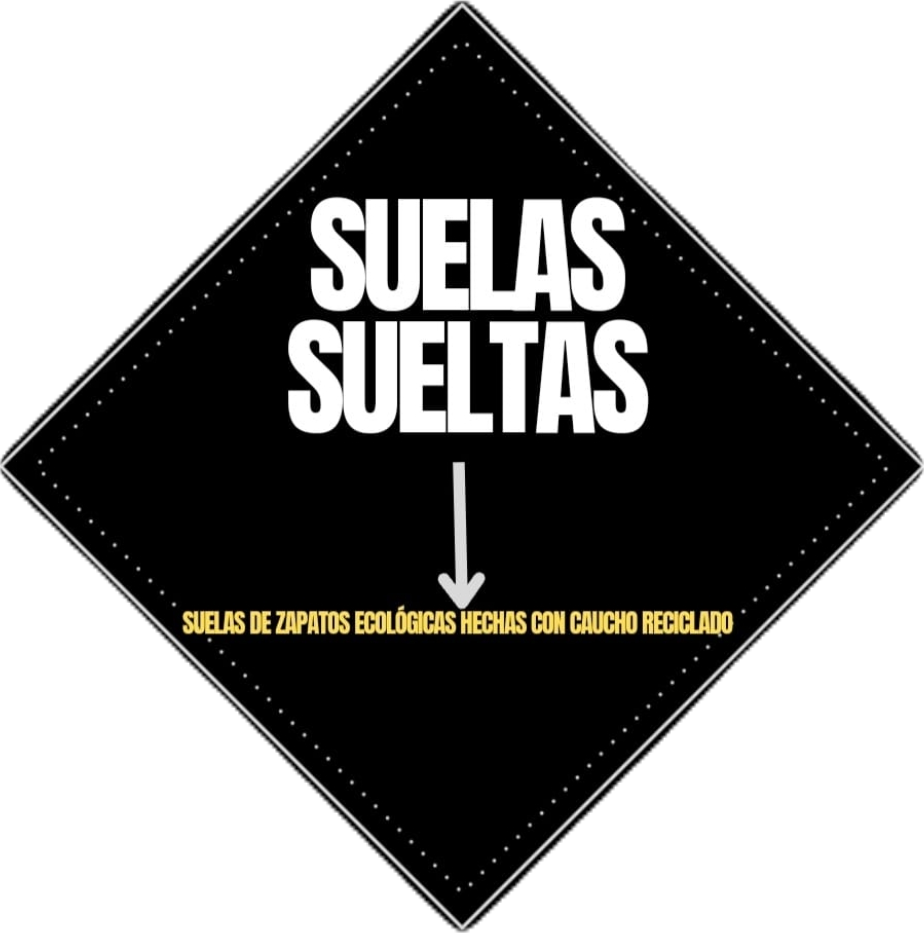 SUELAS
SUELTAS
SUELAS DE ZAPATOS ECOLÓGICAS HECHAS CON CAUCHO RECICLADO